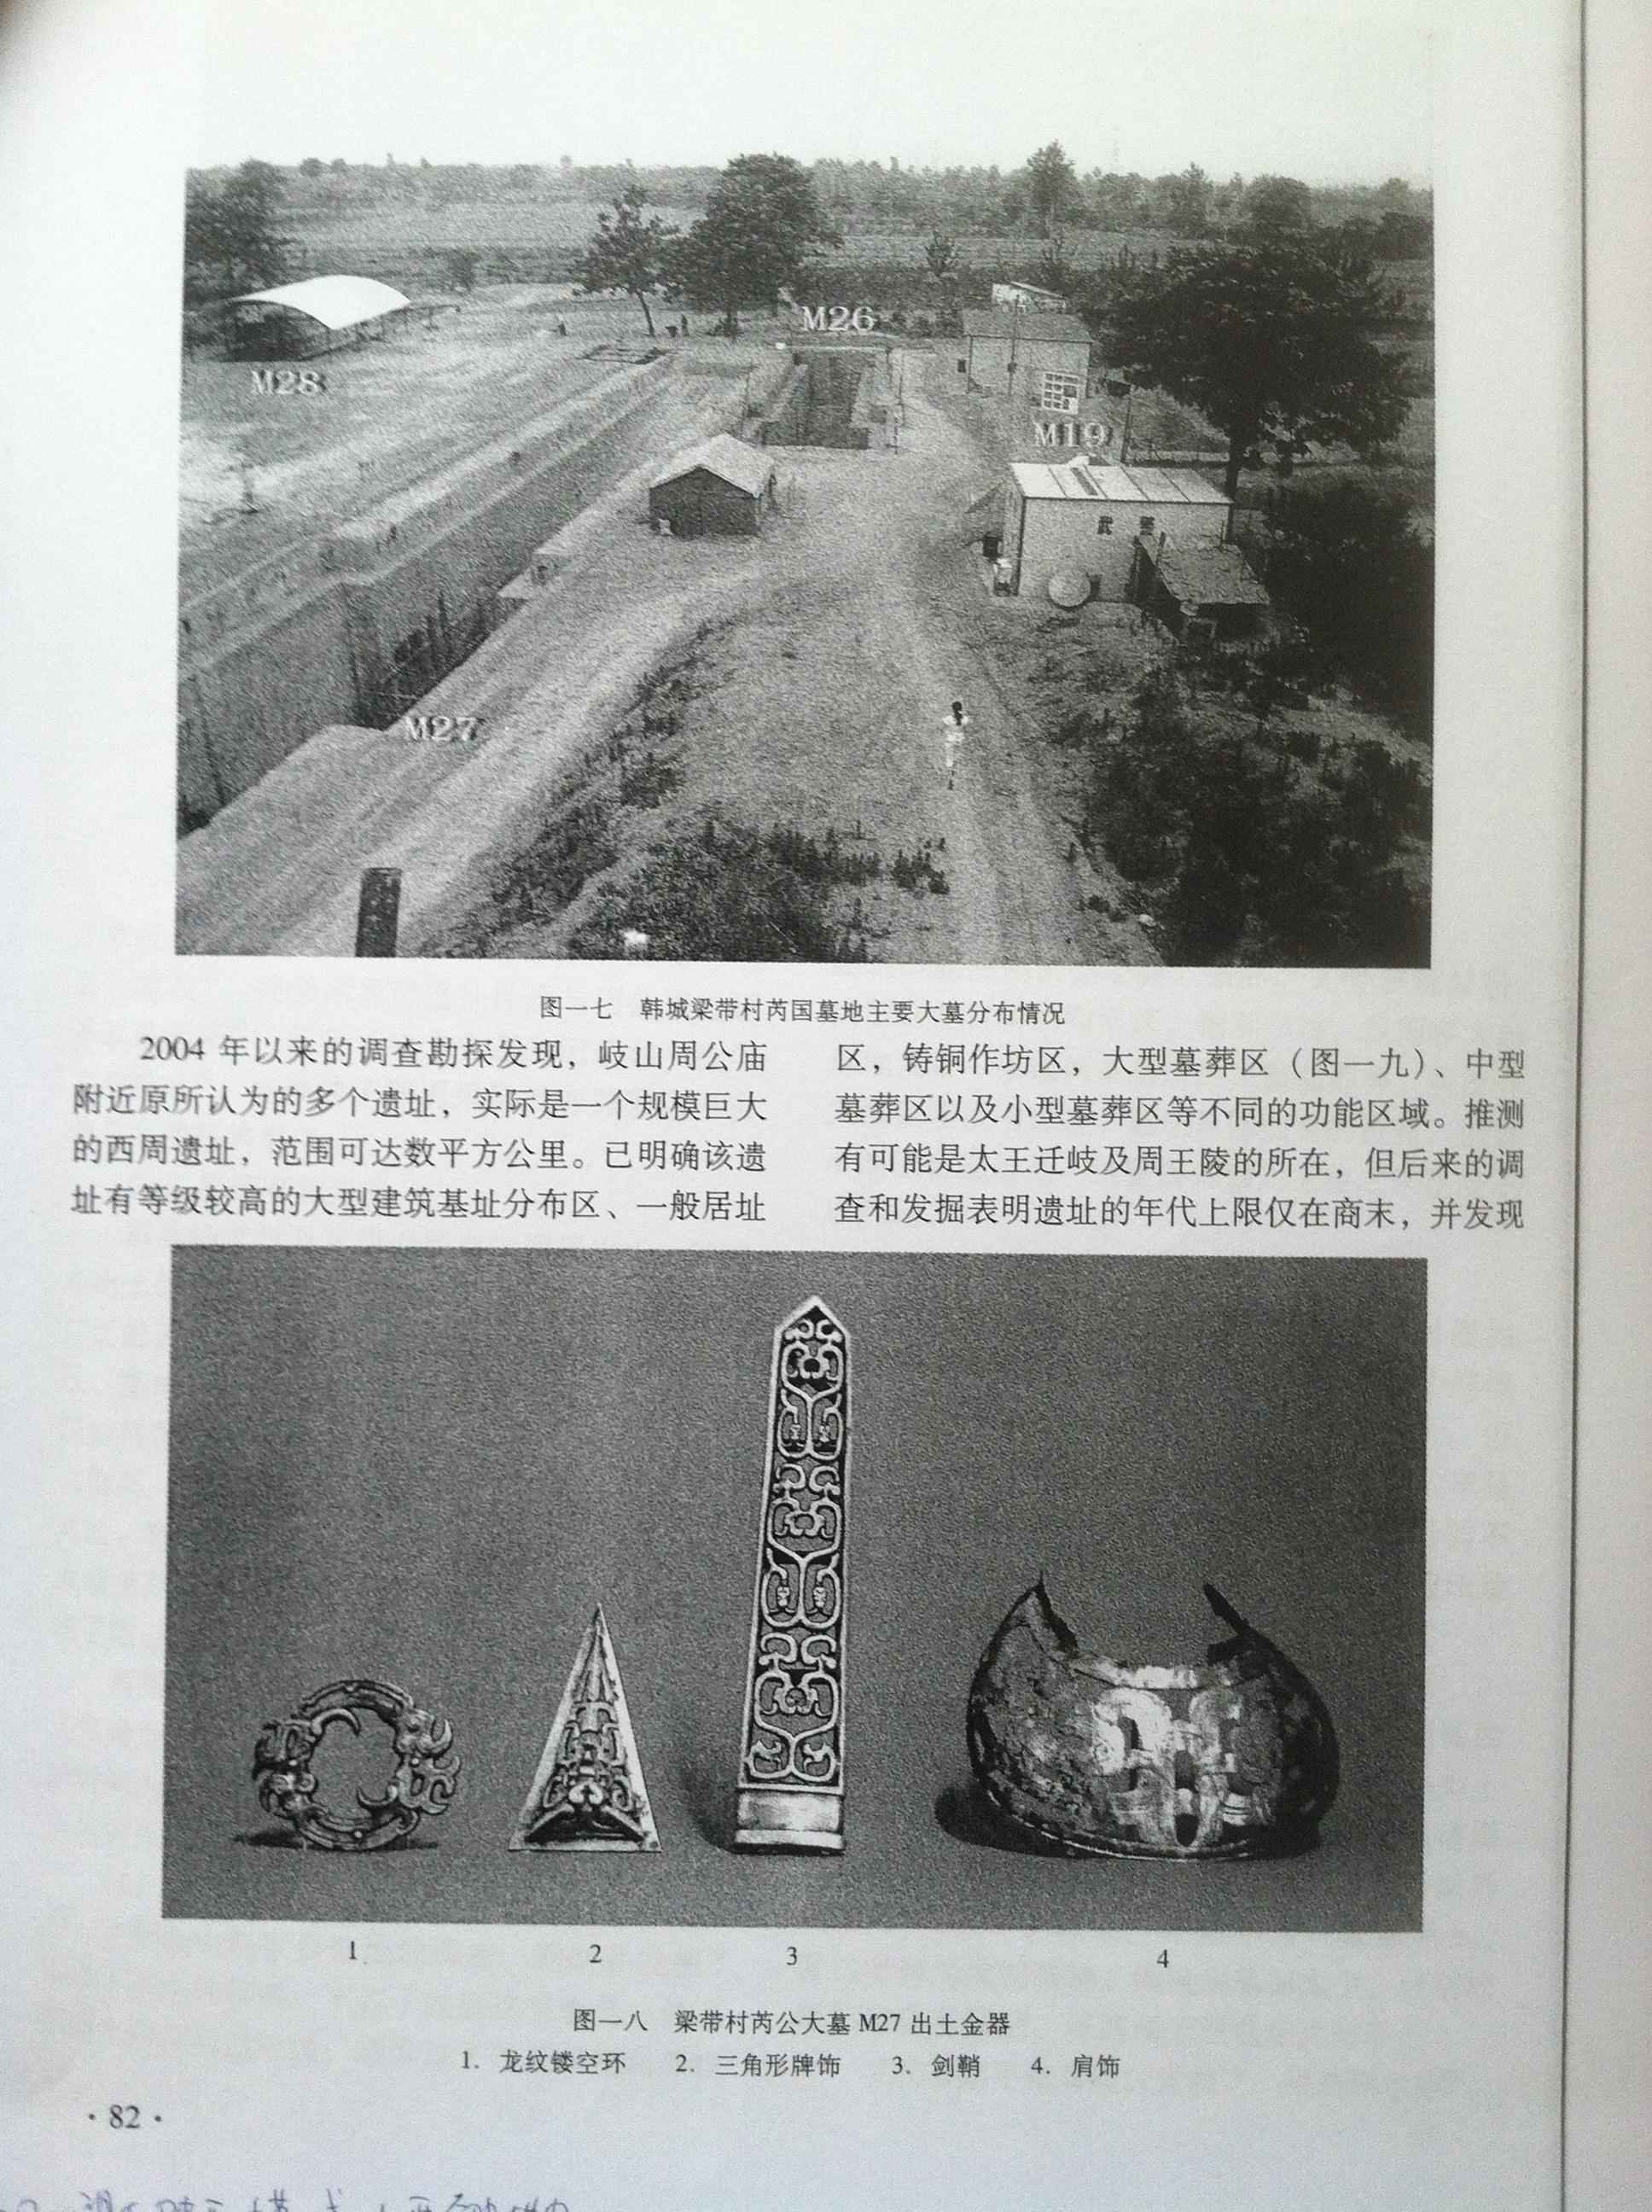 M26
M28
M19
武
M27
图一七 韩城梁带村芮国墓地主要大墓分布情况
2004 年以来的调查勘探发现，岐山周公庙
附近原所认为的多个遗址，实际是一个规模巨大
的西周遗址，范围可达数平方公里。已明确该遗
址有等级较高的大型建筑基址分布区、一般居址
区，铸铜作坊区，大型墓葬区（图一九）、中型
墓葬区以及小型墓葬区等不同的功能区域。推测
有可能是太王迁岐及周王陵的所在，但后来的调
查和发掘表明遗址的年代上限仅在商末，并发现
1 2 3 4
图一八 梁带村芮公大墓 M27 出土金器
1. 龙纹镂空环 2. 三角形牌饰 3. 剑鞘 4. 肩饰
·82·